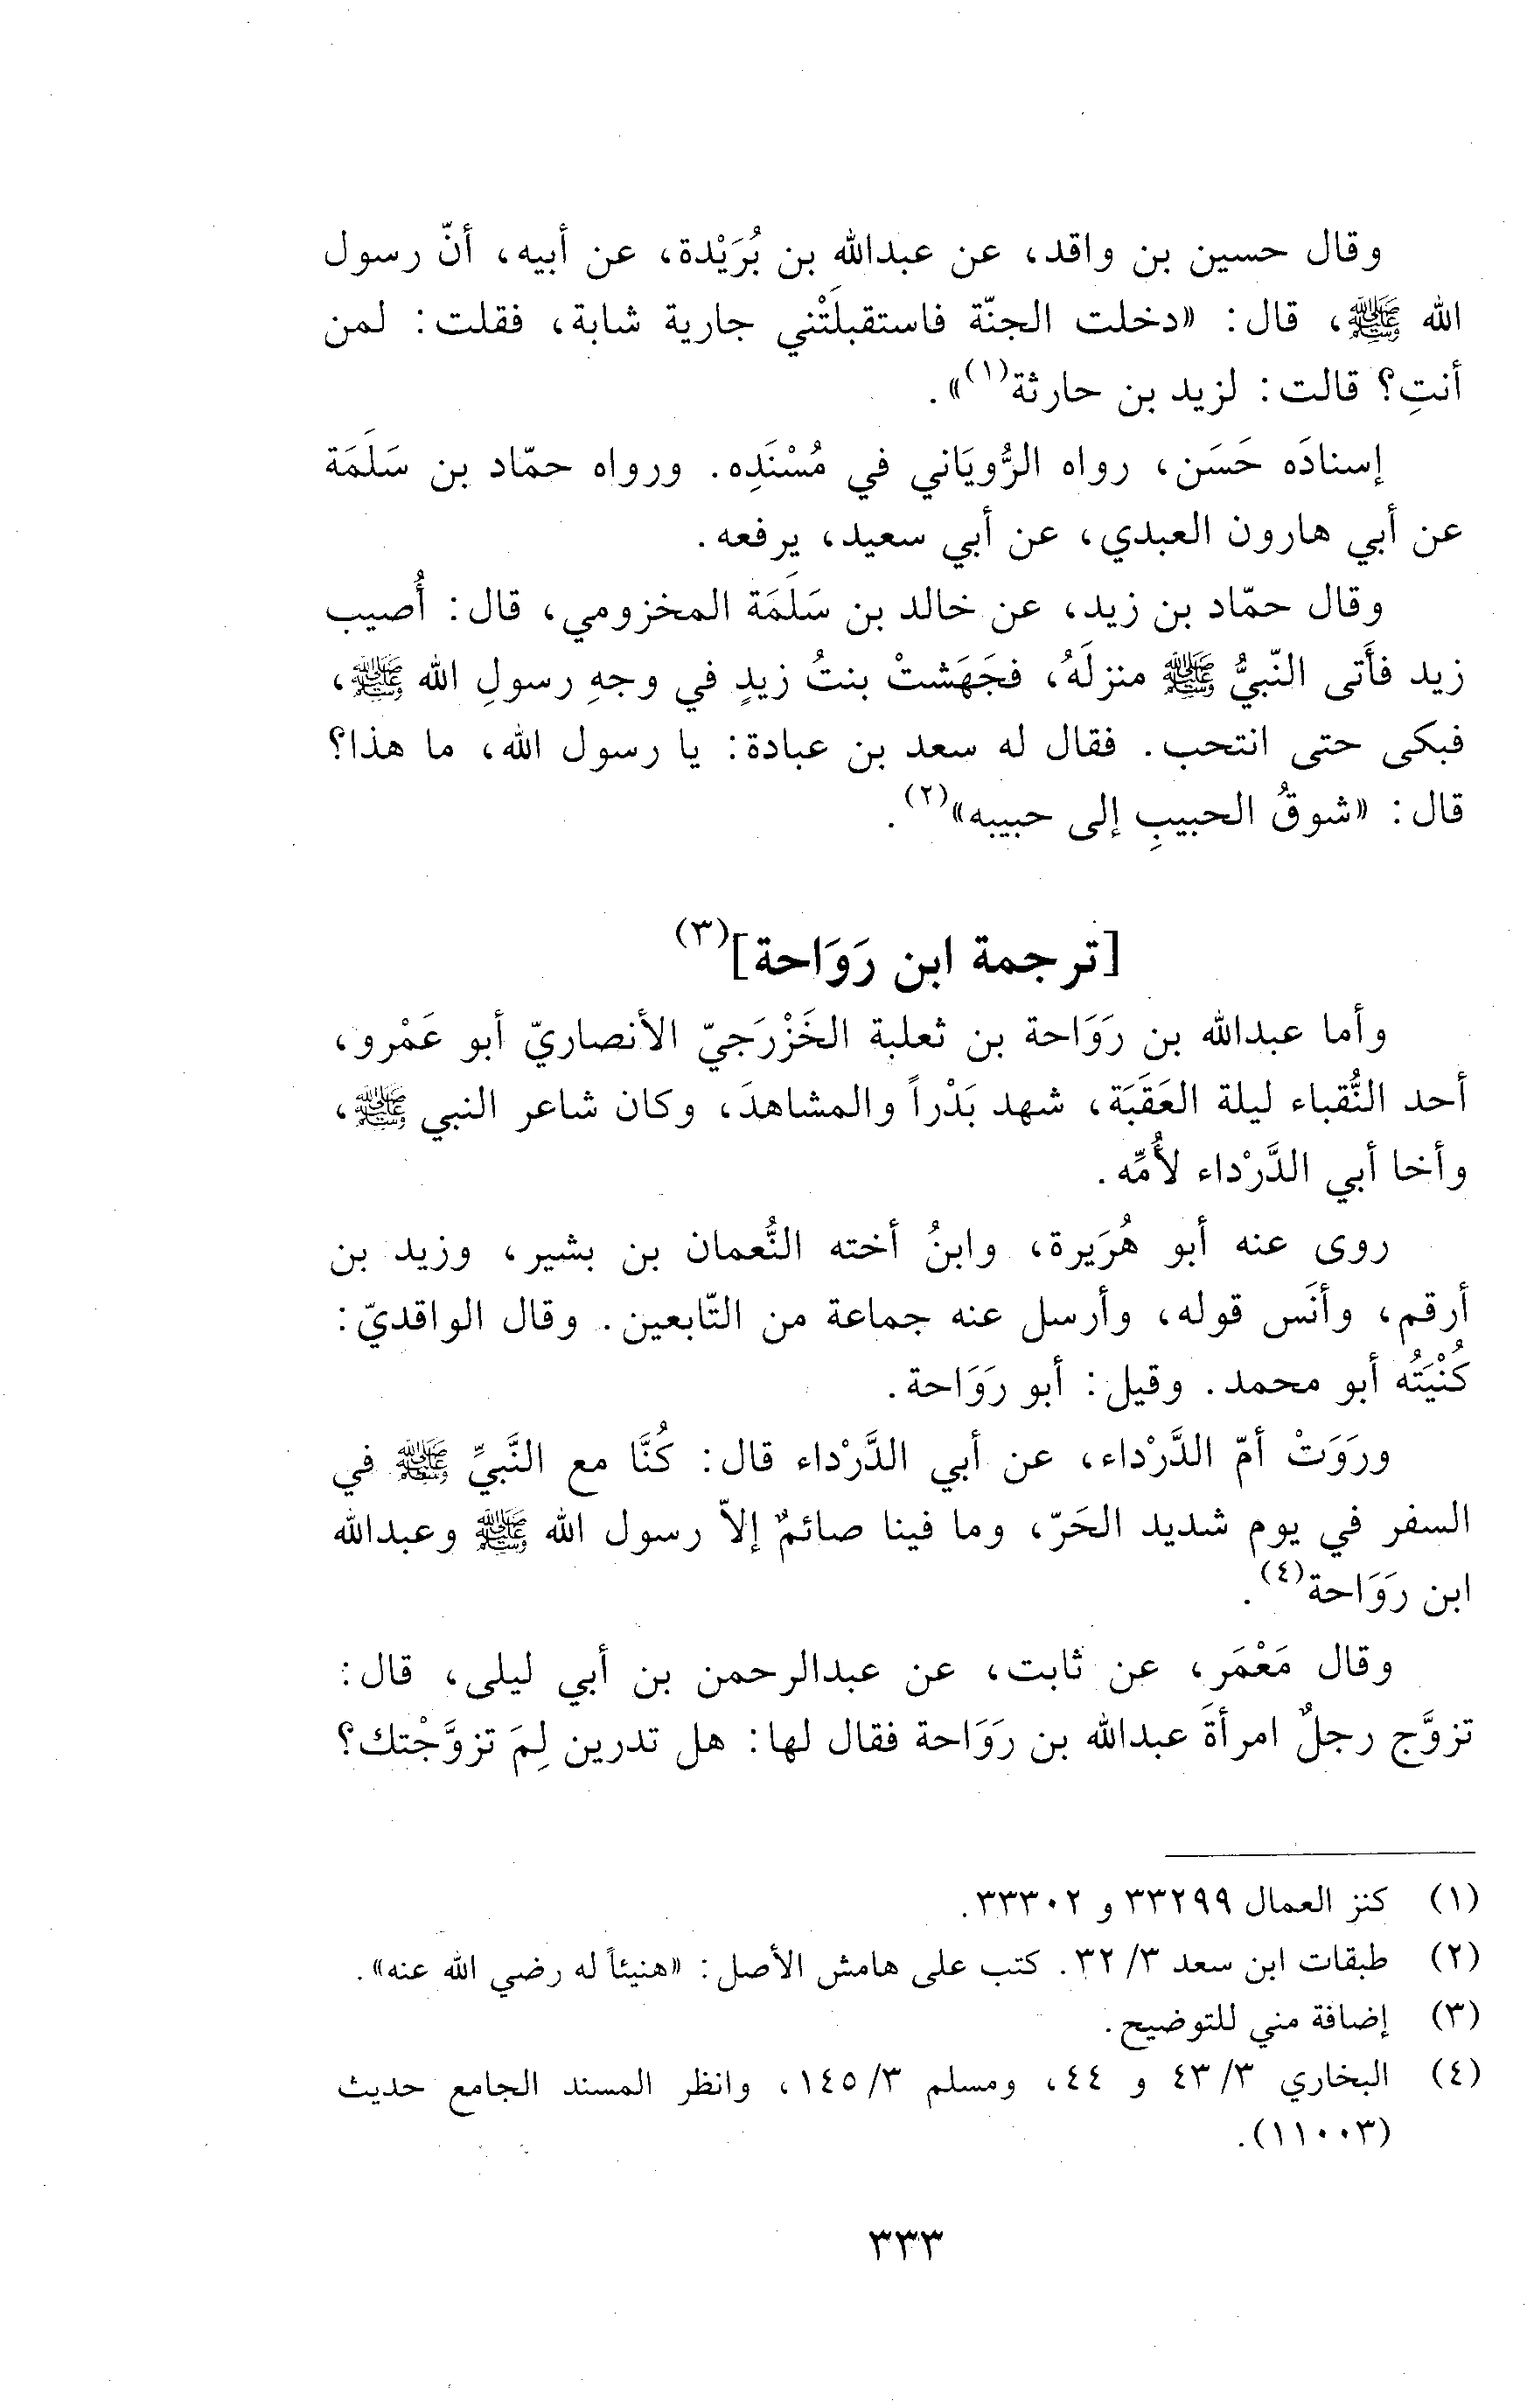 وقال حسين بن واقد، عن عبدالله بن بُرَيْدة، عن أبيه، أنّ رسول
الله ﷺ، قال: «دخلت الجنّة فاستقبلَتْني جارية شابة، فقلت: لمن
أنتِ؟ قالت: لزيد بن حارثة(١)».
إسنادَه حَسَن، رواه الرُّويَاني في مُسْنَدِه. ورواه حمّاد بن سَلَمَة
عن أبي هارون العبدي، عن أبي سعيد، يرفعه.
وقال حمّاد بن زيد، عن خالد بن سَلَمَة المخزومي، قال: أُصيب
زيد فأَتى النّبيُّ ﷺ منزلَهُ، فجَهَشتْ بنتُ زيدٍ في وجهِ رسولِ الله ﷺ،
فبكى حتى انتحب. فقال له سعد بن عبادة: يا رسول الله، ما هذا؟
قال: «شوقُ الحبيبِ إلى حبيبه»(٢).
[ترجمة ابن رَوَاحة](٣)
وأما عبدالله بن رَوَاحة بن ثعلبة الخَزْرَجيّ الأنصاريّ أبو عَمْرو،
أحد النُّقباء ليلة العَقَبَة، شهد بَدْراً والمشاهدَ، وكان شاعر النبي ﷺ،
وأخا أبي الدَّرْداء لأُمِّه.
روى عنه أبو هُرَيرة، وابنُ أخته النُّعمان بن بشير، وزيد بن
أرقم، وأنَس قوله، وأرسل عنه جماعة من التّابعين. وقال الواقديّ:
كُنْيَتُه أبو محمد. وقيل: أبو رَوَاحة.
ورَوَتْ أمّ الدَّرْداء، عن أبي الدَّرْداء قال: كُنَّا مع النَّبيِّ ﷺ في
السفر في يوم شديد الحَرّ، وما فينا صائمٌ إلاّ رسول الله ﷺ وعبدالله
ابن رَوَاحة(٤).
وقال مَعْمَر، عن ثابت، عن عبدالرحمن بن أبي ليلى، قال:
تزوَّج رجلٌ امرأةَ عبدالله بن رَوَاحة فقال لها: هل تدرين لِمَ تزوَّجْتك؟
(١) كنز العمال ٣٣٢٩٩ و ٣٣٣٠٢.
(٢) طبقات ابن سعد ٣/ ٣٢. كتب على هامش الأصل: «هنيئاً له رضي الله عنه».
(٣) إضافة مني للتوضيح.
(٤) البخاري ٣/ ٤٣ و ٤٤، ومسلم ٣/ ١٤٥، وانظر المسند الجامع حديث
(١١٠٠٣).
٣٣٣